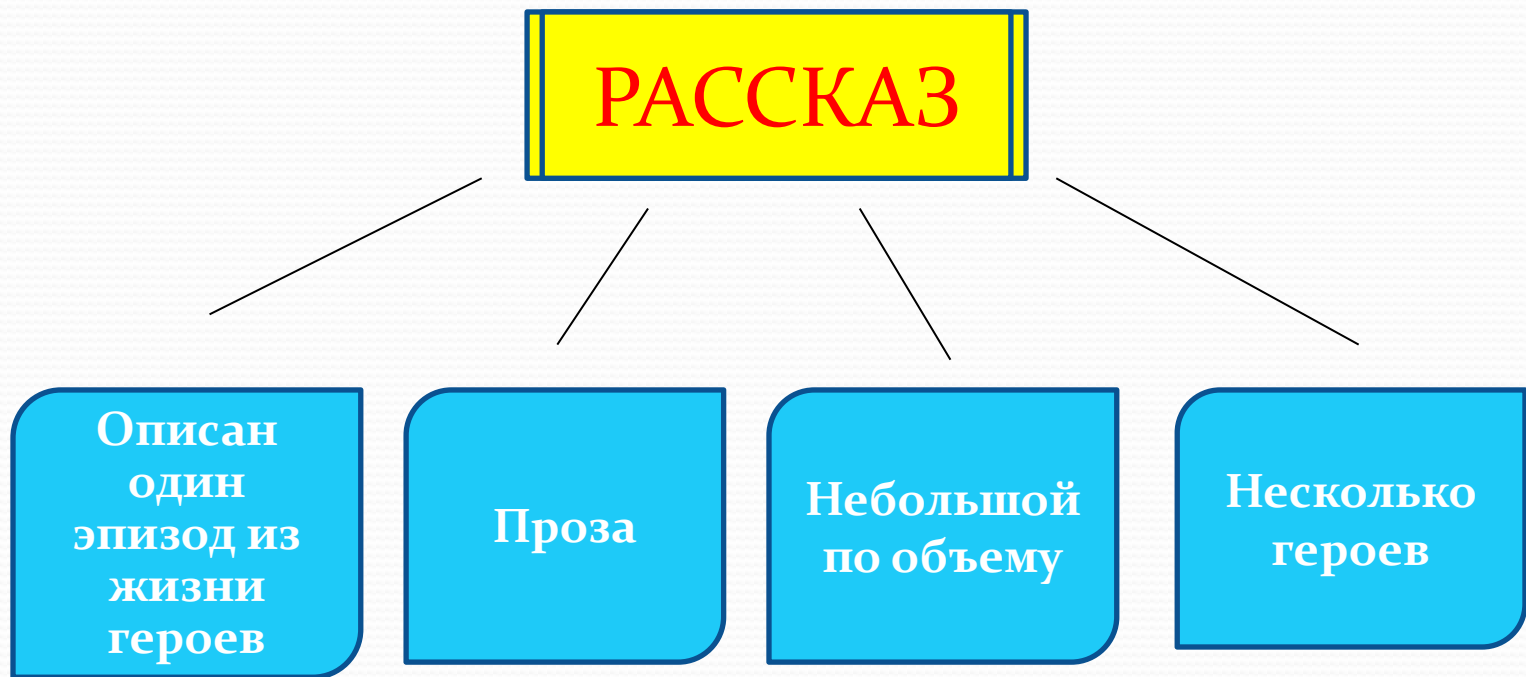 РАССКАЗ
Описан
один
эпизод из
жизни
героев
Проза
Небольшой
по объему
Несколько
героев